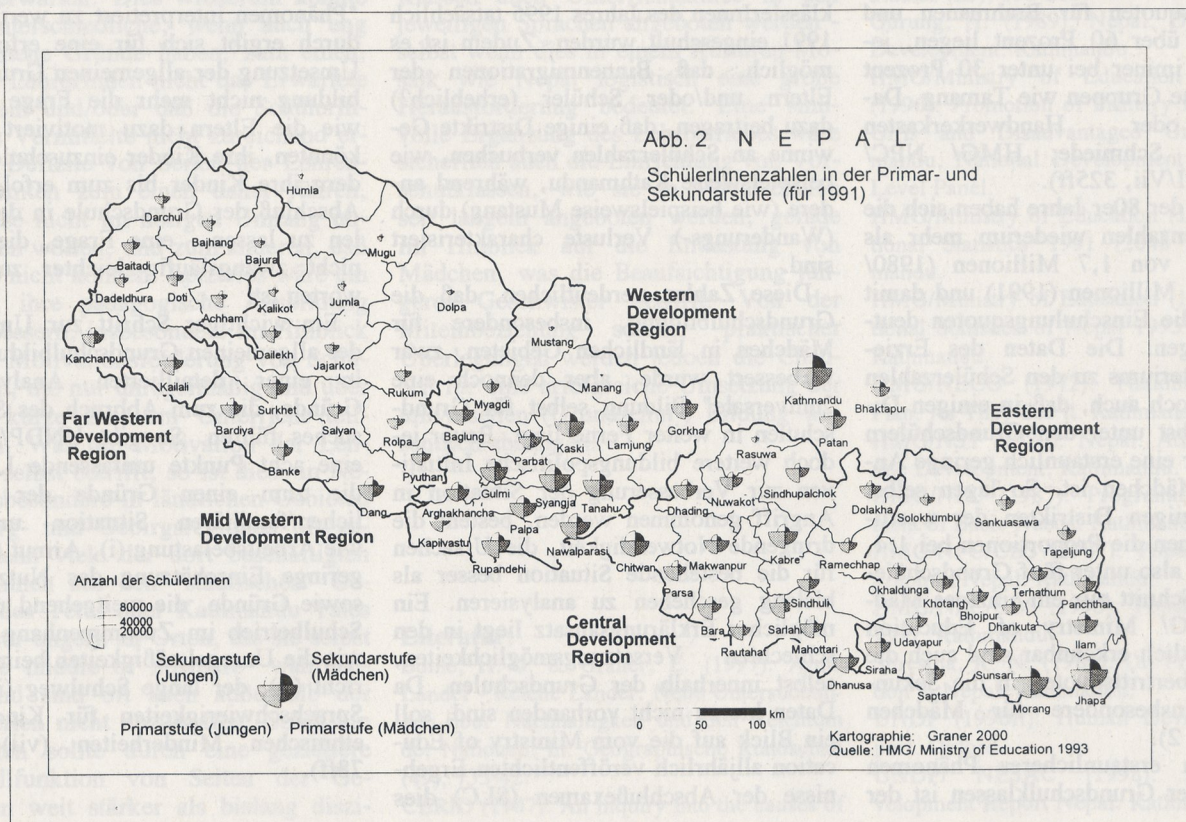 Abb.2 N E P A L
SchülerInnenzahlen in der Primar- und
Sekundarstufe (für 1991)
Humla
Darchul
Bajhang
Bajura
Mugu
Baitadi
Dadeldhura
Doti
Achham
Kalikot
Jumla
Dolpa
Kanchanpur
Kailali
Dailekh
Jajarkot
Mustang
Western
Development
Region
Rukum
Myagdi
Manang
Kathmandu
Bhaktapur
Surkhet
Bardiya
Salyan
Rolpa
Baglung
Kaski
Lamjung
Gorkha
Patan
Eastern
Development
Region
Far Western
Development
Region
Banke
Pyuthan
Parbat
Rasuwa
Gulmi
Syangja
Nuwakot
Sindhupalchok
Mid Western
Development Region
Dang
Arghakhancha
Palpa
Tanahu
Dhading
Dolakha
Solokhumbu
Sankuasawa
Kapilvastu
Nawalparasi
Rupandehi
Chitwan
Makwanpur
Kabre
Ramechhap
Tapeljung
Anzahl der SchülerInnen
80000
40000
10000
Parsa
Sindhuli
Okhaldunga
Khotang
Terhathum
Panchthan
Bhojpur
Dhankuta
Central
Development
Region
Bara
Rautahat
Sarlahi
Mahottari
Udayapur
Ilam
Dhanusa
Siraha
Saptari
Sunsari
Morang
Jhapa
Sekundarstufe
(Jungen)
Sekundarstufe
(Mädchen)
Primarstufe (Jungen)
Primarstufe (Mädchen)
0 50 100 km
Kartographie: Graner 2000
Quelle: HMG/ Ministry of Education 1993